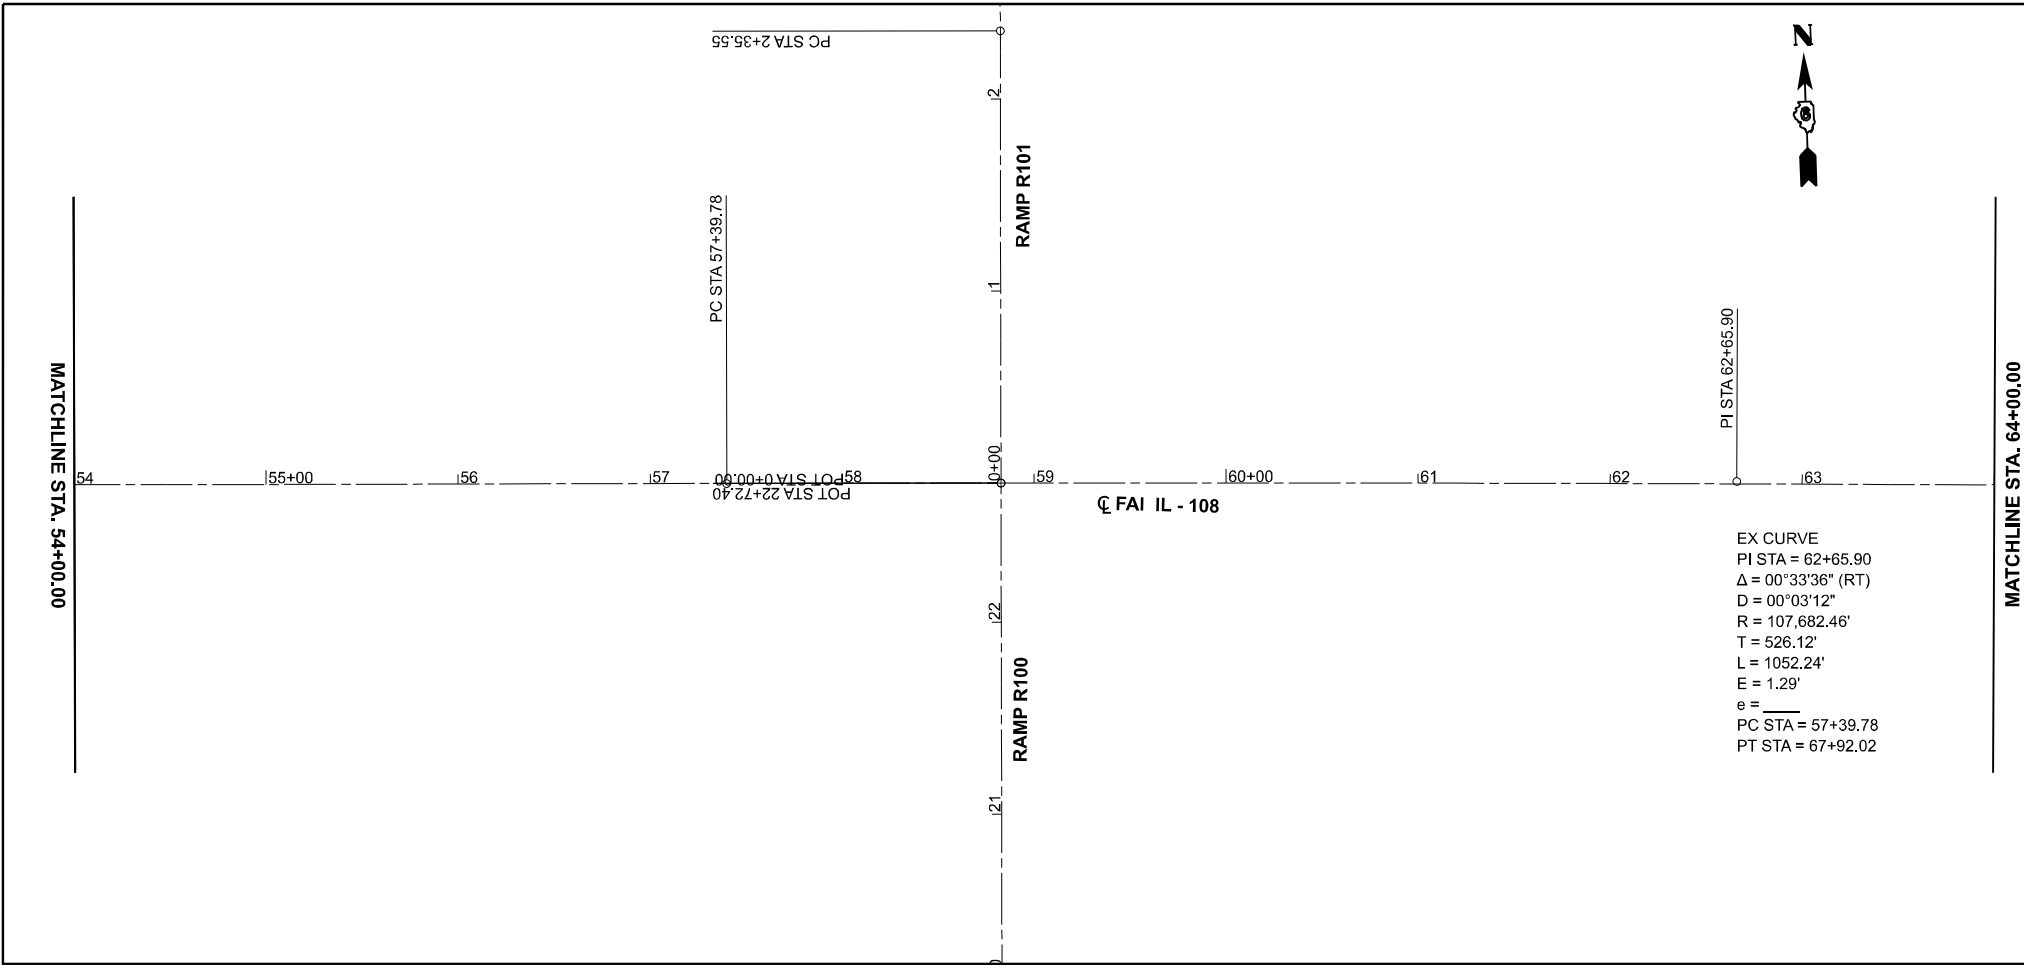 PC STA 2+35.55
N
6
2
RAMP R101
PC STA 57+39.78
1
PI STA 62+65.90
MATCHLINE STA. 54+00.00
MATCHLINE STA. 64+00.00
54
55+00
56
57
58
0+00
59
60+00
61
62
63
POT STA 0+00.00
POT STA 22+72.40
℄ FAI IL - 108
EX CURVE
PI STA = 62+65.90
Δ = 00°33'36" (RT)
D = 00°03'12"
R = 107,682.46'
T = 526.12'
L = 1052.24'
E = 1.29'
e = ____
PC STA = 57+39.78
PT STA = 67+92.02
22
RAMP R100
21